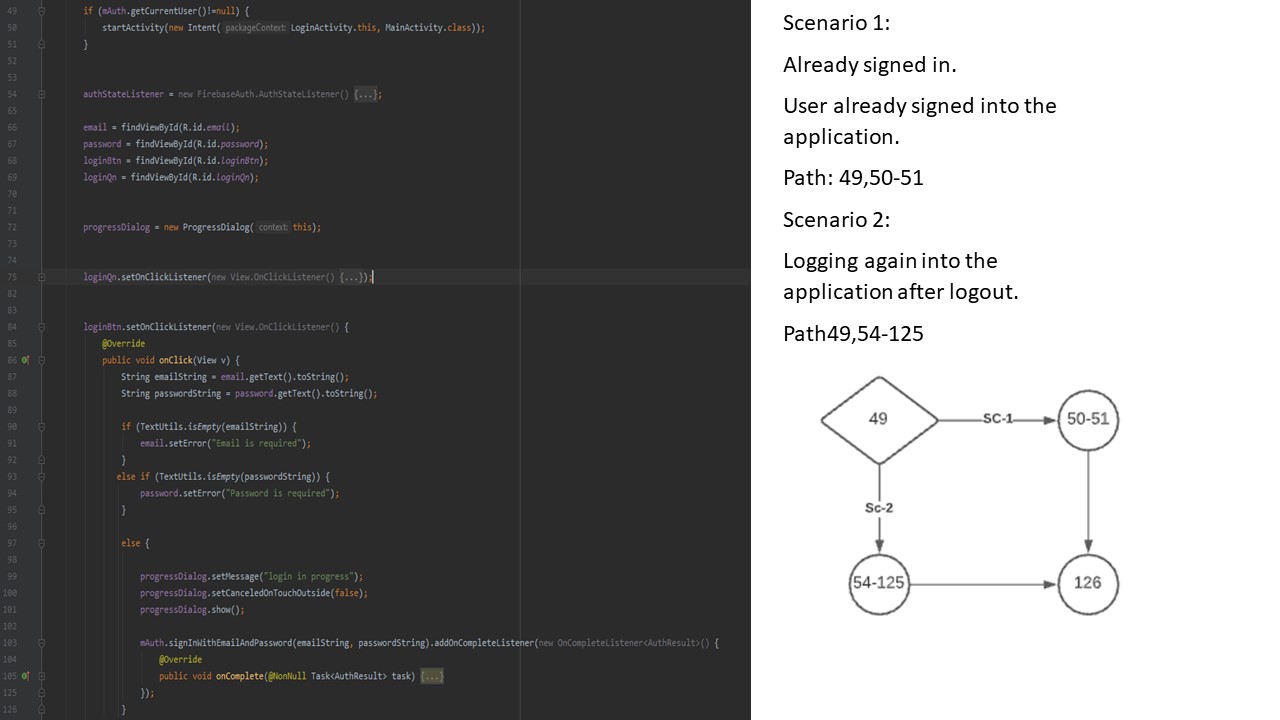 49 if (mAuth.getCurrentUser()!=null) {
50 startActivity(new Intent( packageContext: LoginActivity.this, MainActivity.class));
51 }
52
53
54 authStateListener = new FirebaseAuth.AuthStateListener() {...};
65
66 email = findViewById(R.id.email);
67 password = findViewById(R.id.password);
68 loginBtn = findViewById(R.id.loginBtn);
69 loginQn = findViewById(R.id.loginQn);
70
71
72 progressDialog = new ProgressDialog( context: this);
73
74
75 loginQn.setOnClickListener(new View.OnClickListener() {...});
82
83
84 loginBtn.setOnClickListener(new View.OnClickListener() {
85 @Override
86 public void onClick(View v) {
87 String emailString = email.getText().toString();
88 String passwordString = password.getText().toString();
89
90 if (TextUtils.isEmpty(emailString)) {
91 email.setError("Email is required");
92 }
93 else if (TextUtils.isEmpty(passwordString)) {
94 password.setError("Password is required");
95 }
96
97 else {
98
99 progressDialog.setMessage("login in progress");
100 progressDialog.setCanceledOnTouchOutside(false);
101 progressDialog.show();
102
103 mAuth.signInWithEmailAndPassword(emailString, passwordString).addOnCompleteListener(new OnCompleteListener<AuthResult>() {
104 @Override
105 public void onComplete(@NonNull Task<AuthResult> task) {...}
125 });
126 }
Scenario 1:
Already signed in.
User already signed into the
application.
Path: 49,50-51
Scenario 2:
Logging again into the
application after logout.
Path49,54-125
49
SC-1
50-51
Sc-2
54-125
126